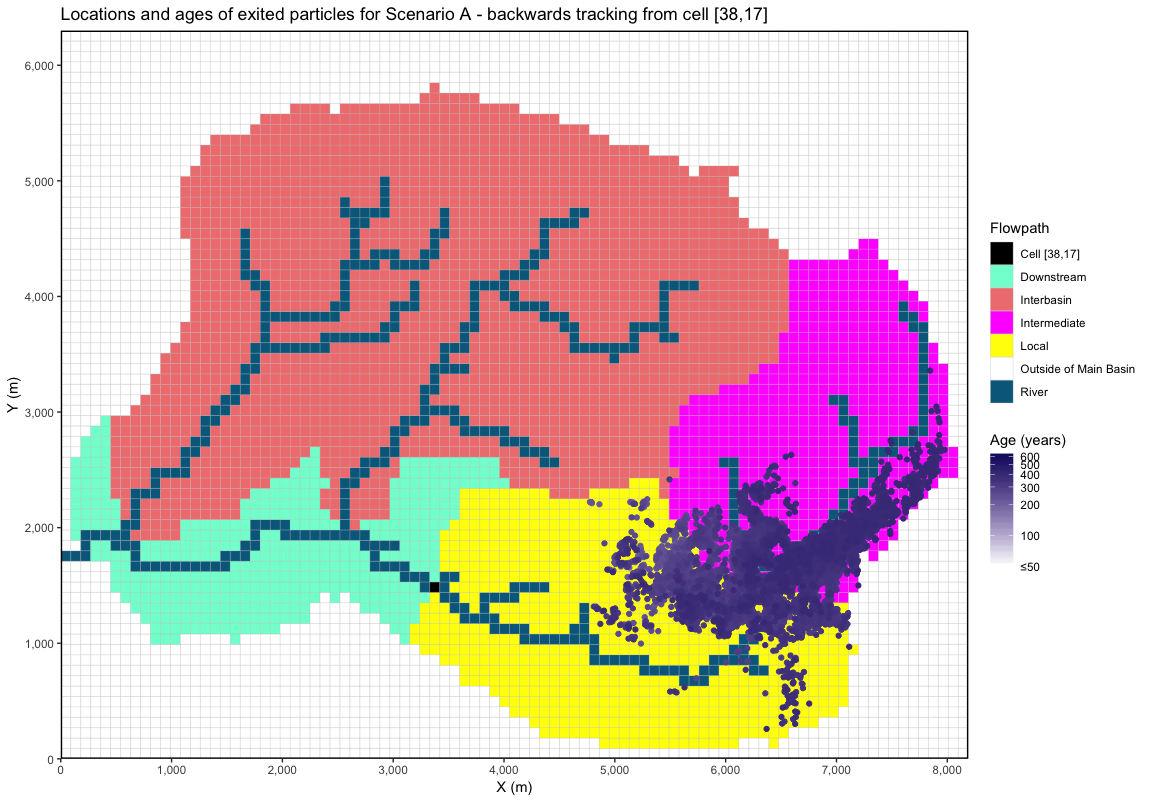 Locations and ages of exited particles for Scenario A - backwards tracking from cell [38,17]
6,000
5,000
4,000
3,000
2,000
1,000
0
Y (m)
0 1,000 2,000 3,000 4,000 5,000 6,000 7,000 8,000
X (m)
Flowpath
Cell [38,17]
Downstream
Interbasin
Intermediate
Local
Outside of Main Basin
River
Age (years)
600
500
400
300
200
100
≤50